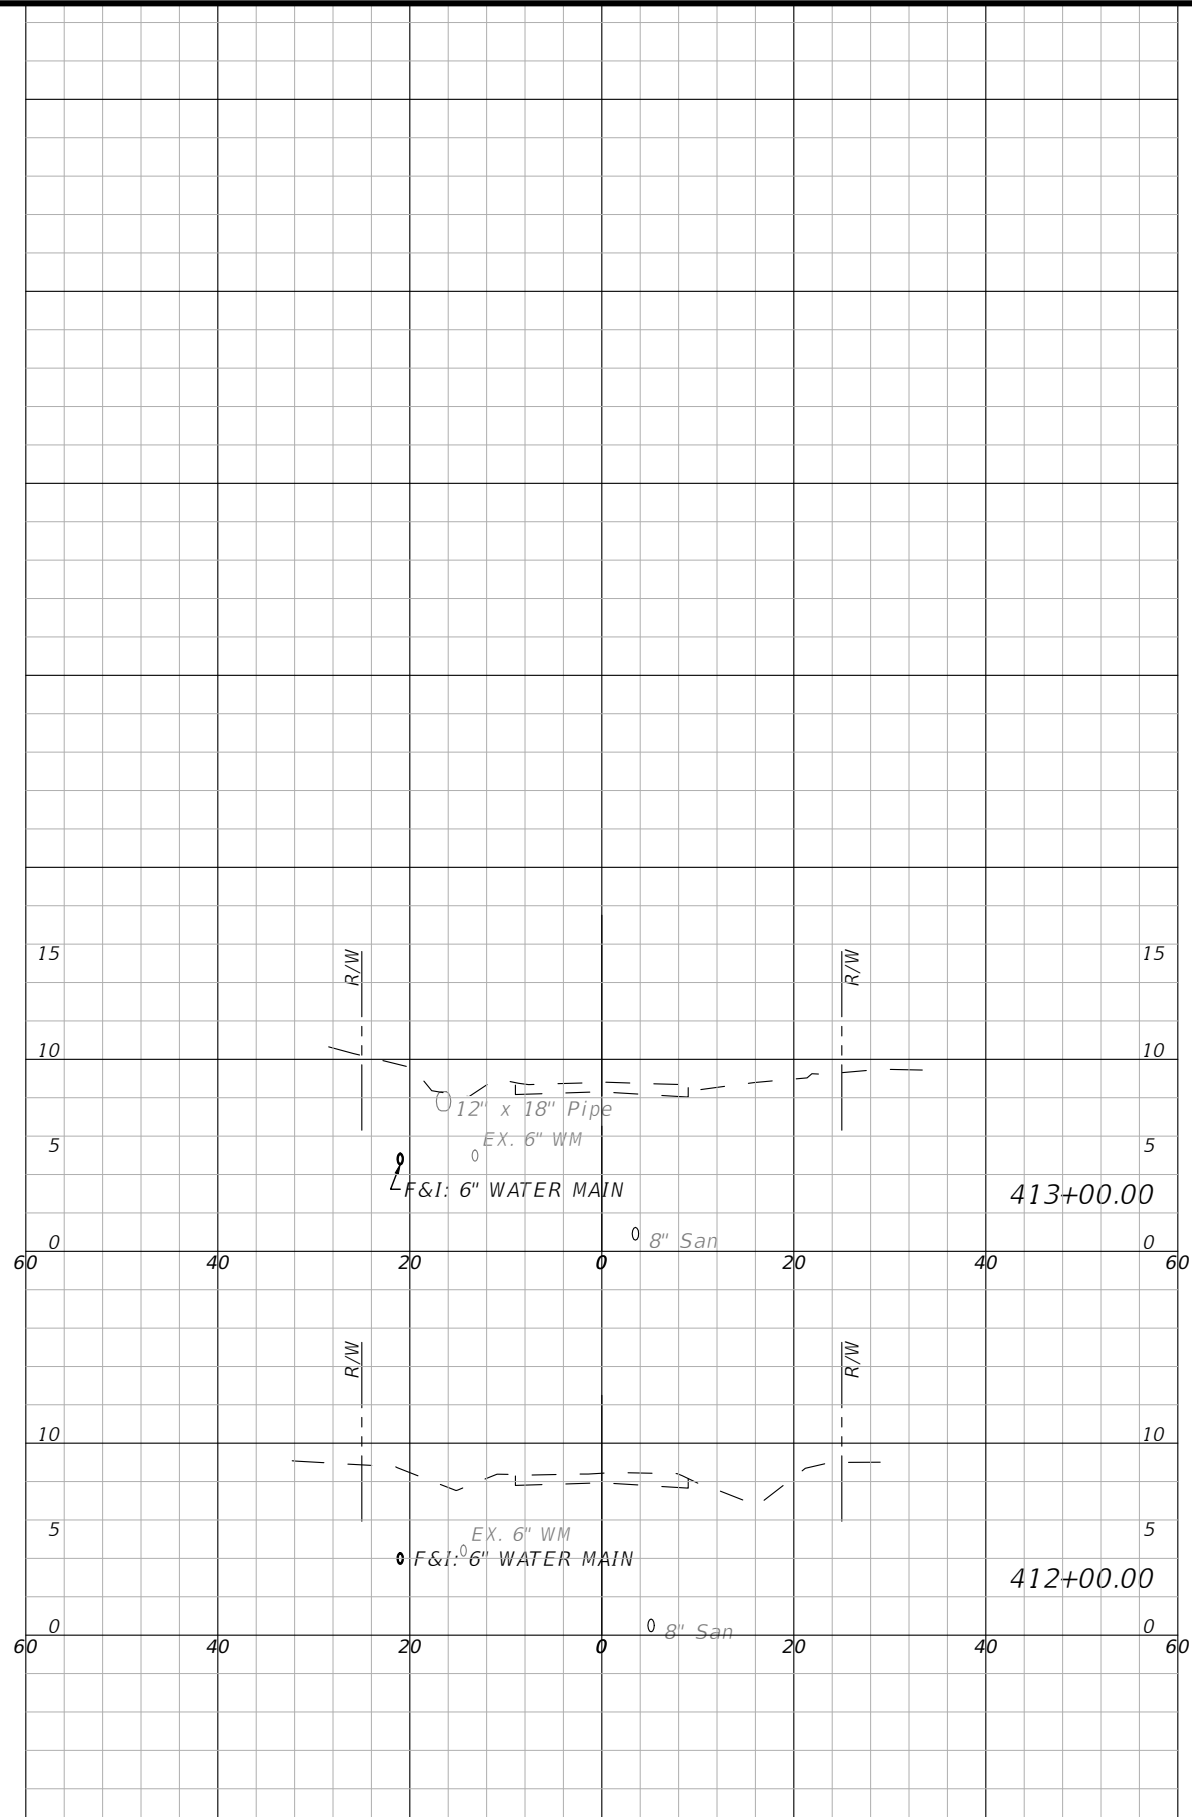 15 15
R/W R/W
10 10
12" x 18" Pipe
EX. 6" WM
5 5
F&I: 6" WATER MAIN
413+00.00
8" San
0 0
60 40 20 0 20 40 60
R/W R/W
10 10
5 5
EX. 6" WM
F&I: 6" WATER MAIN
412+00.00
8" San
0 0
60 40 20 0 20 40 60